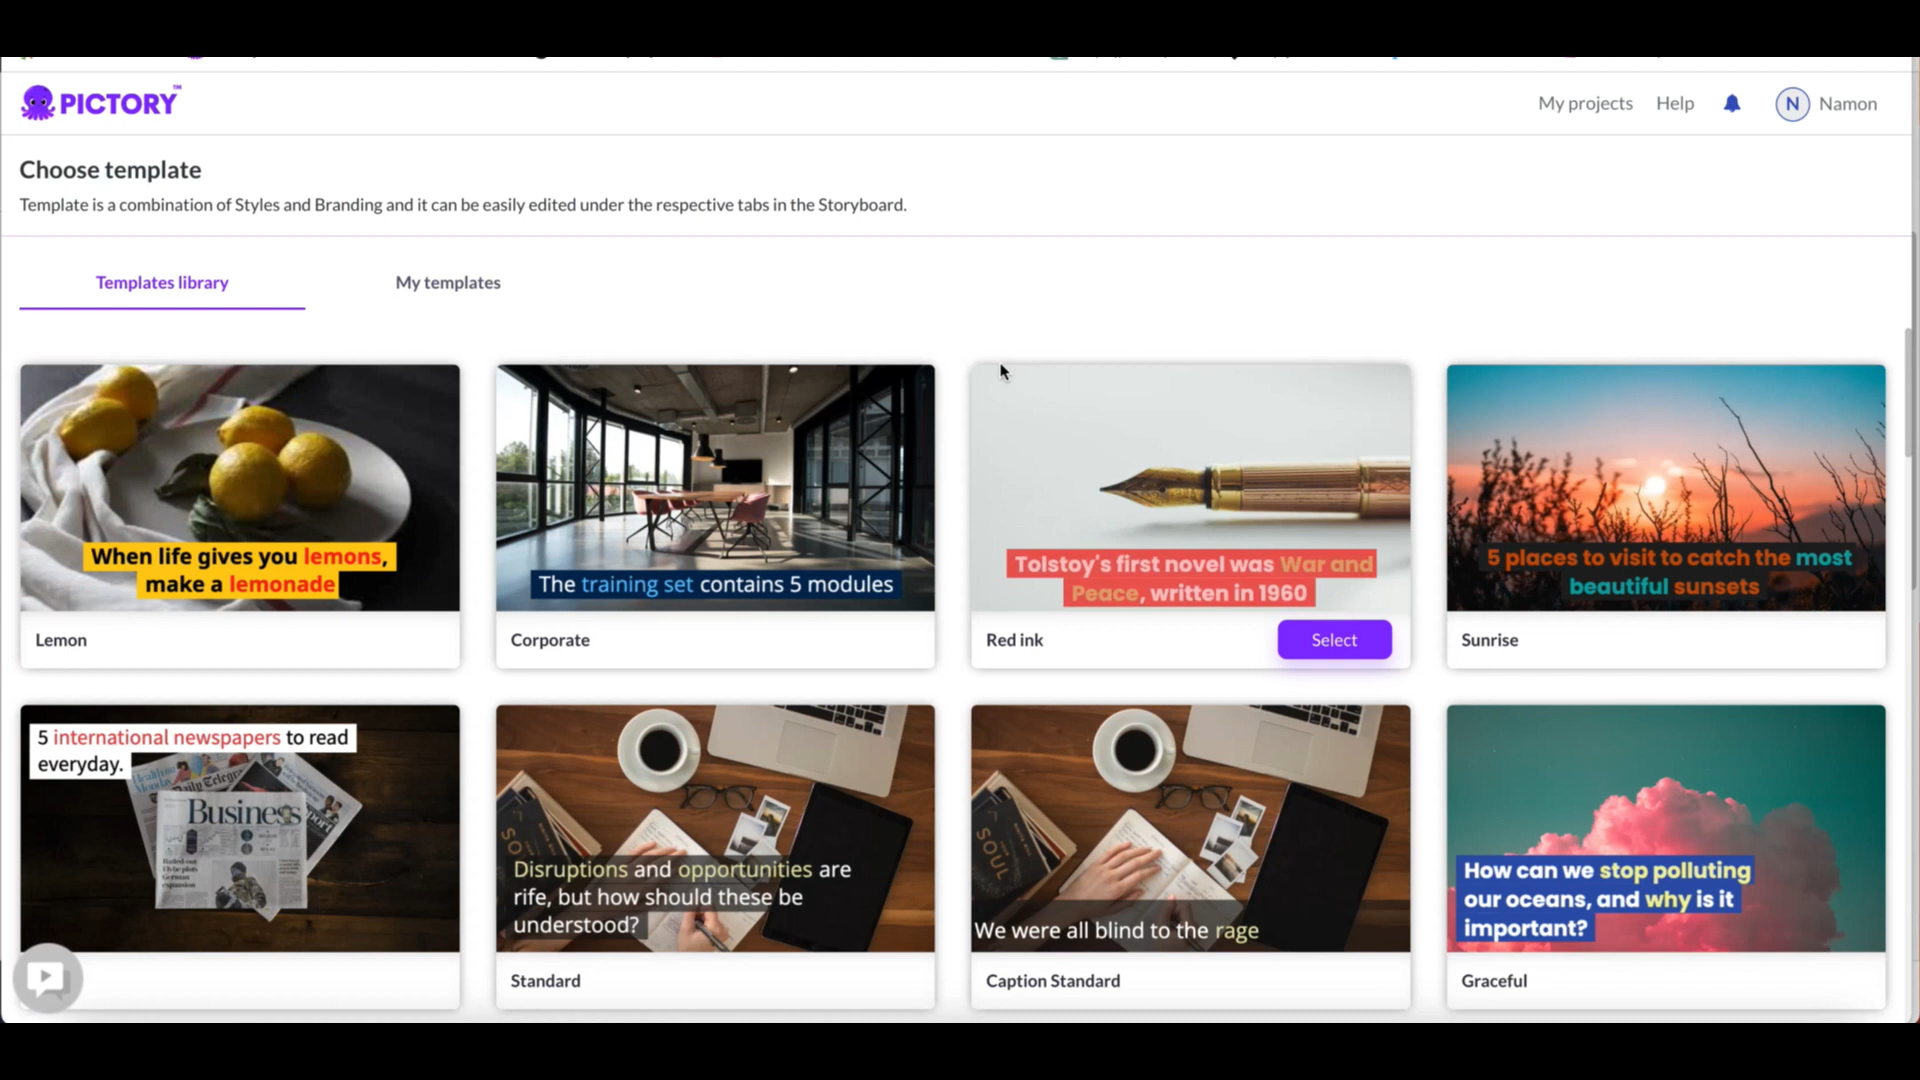 PICTORY™
My projects
Help
N
Namon
Choose template
Template is a combination of Styles and Branding and it can be easily edited under the respective tabs in the Storyboard.
Templates library
My templates
When life gives you lemons,
make a lemonade
Lemon
The training set contains 5 modules
Corporate
Tolstoy's first novel was War and
Peace, written in 1960
Red ink
Select
5 places to visit to catch the most
beautiful sunsets
Sunrise
5 international newspapers to read
everyday.
Daily Telegr
Business
Disruptions and opportunities are
rife, but how should these be
understood?
Standard
SOUL
We were all blind to the rage
Caption Standard
How can we stop polluting
our oceans, and why is it
important?
Graceful